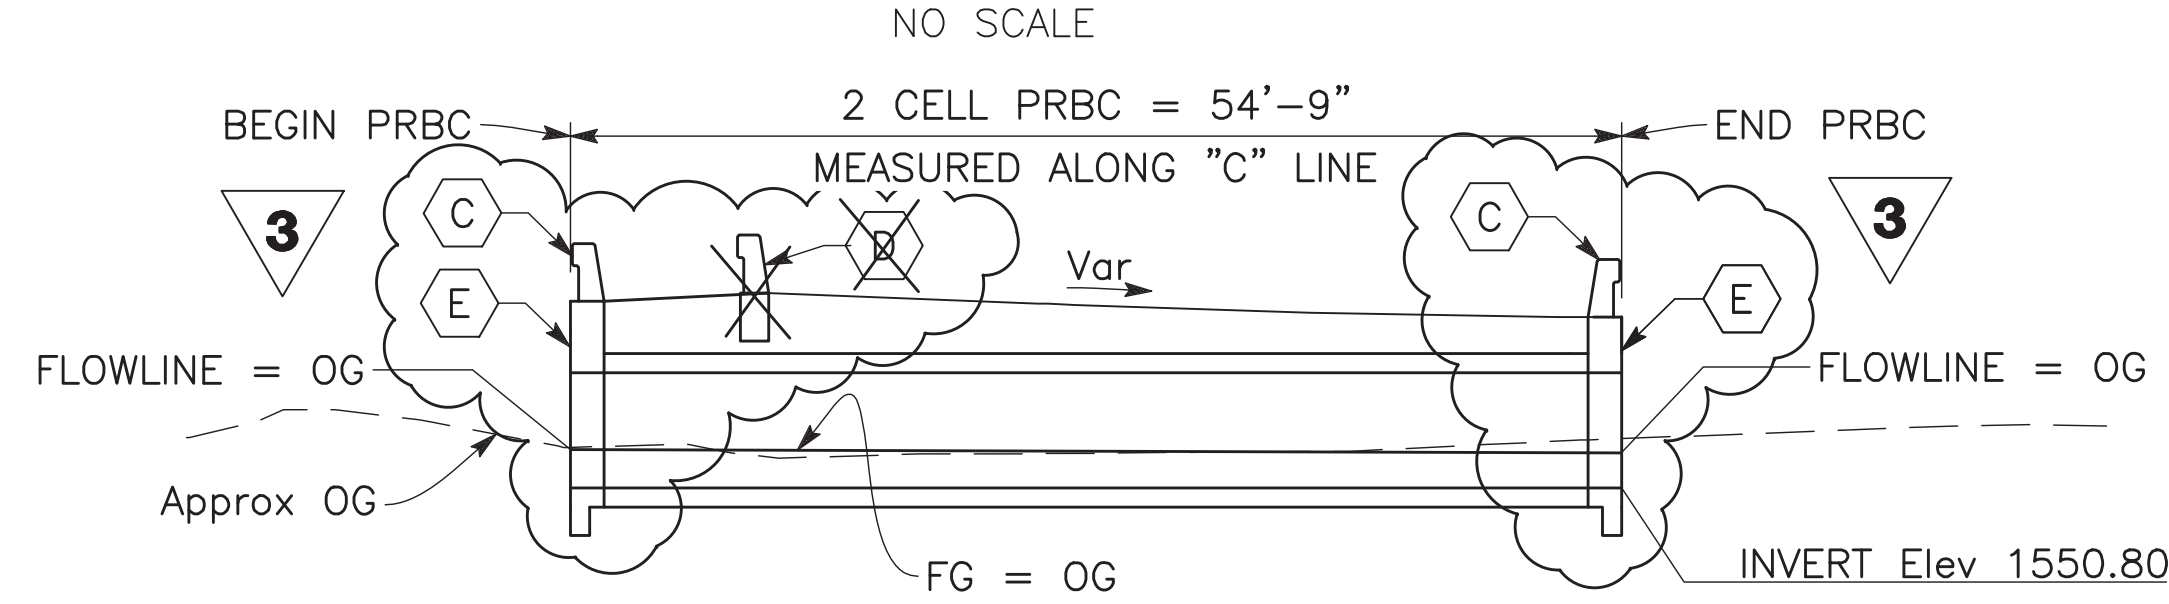 NO SCALE
2 CELL PRBC = 54'-9"
BEGIN PRBC
END PRBC
MEASURED ALONG "C" LINE
3
C
D
C
3
Var
E
E
FLOWLINE = OG
FLOWLINE = OG
Approx OG
FG = OG
INVERT Elev 1550.80